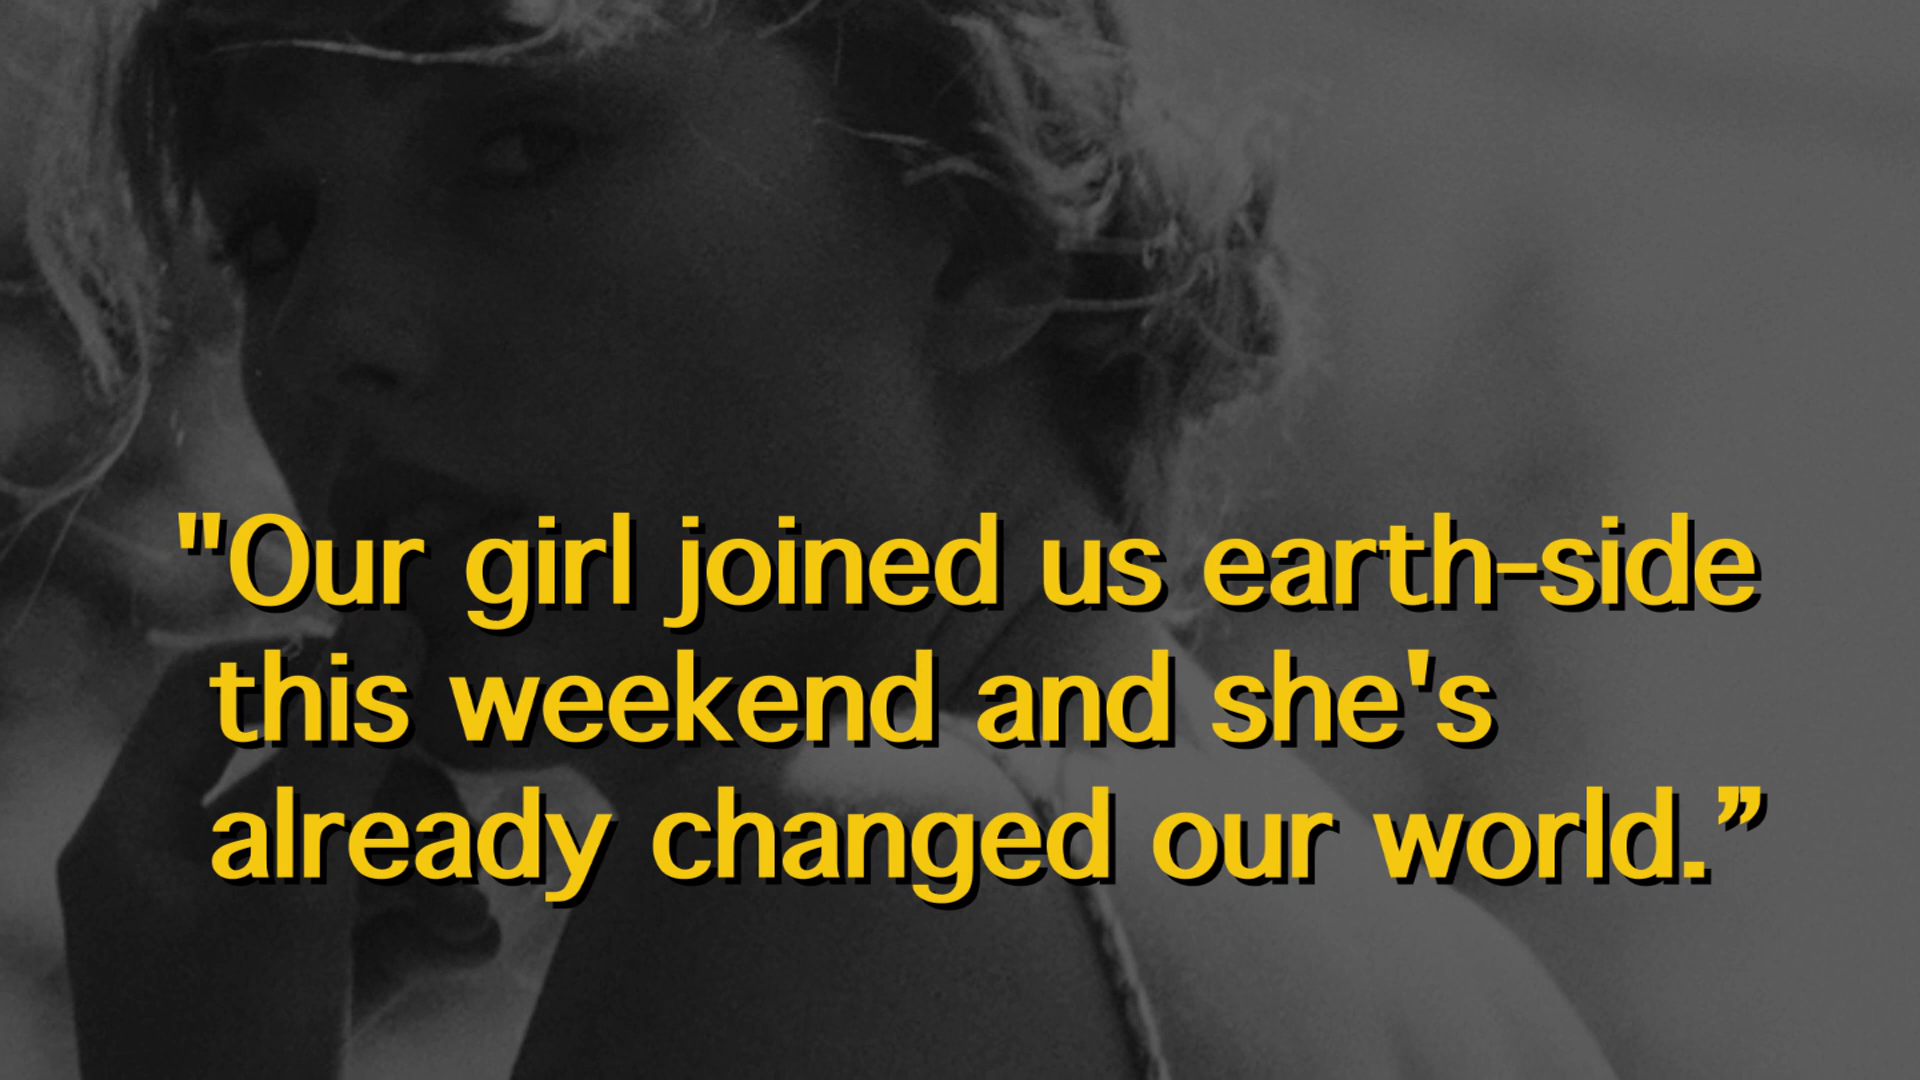 "Our girl joined us earth-side
this weekend and she's
already changed our world.”